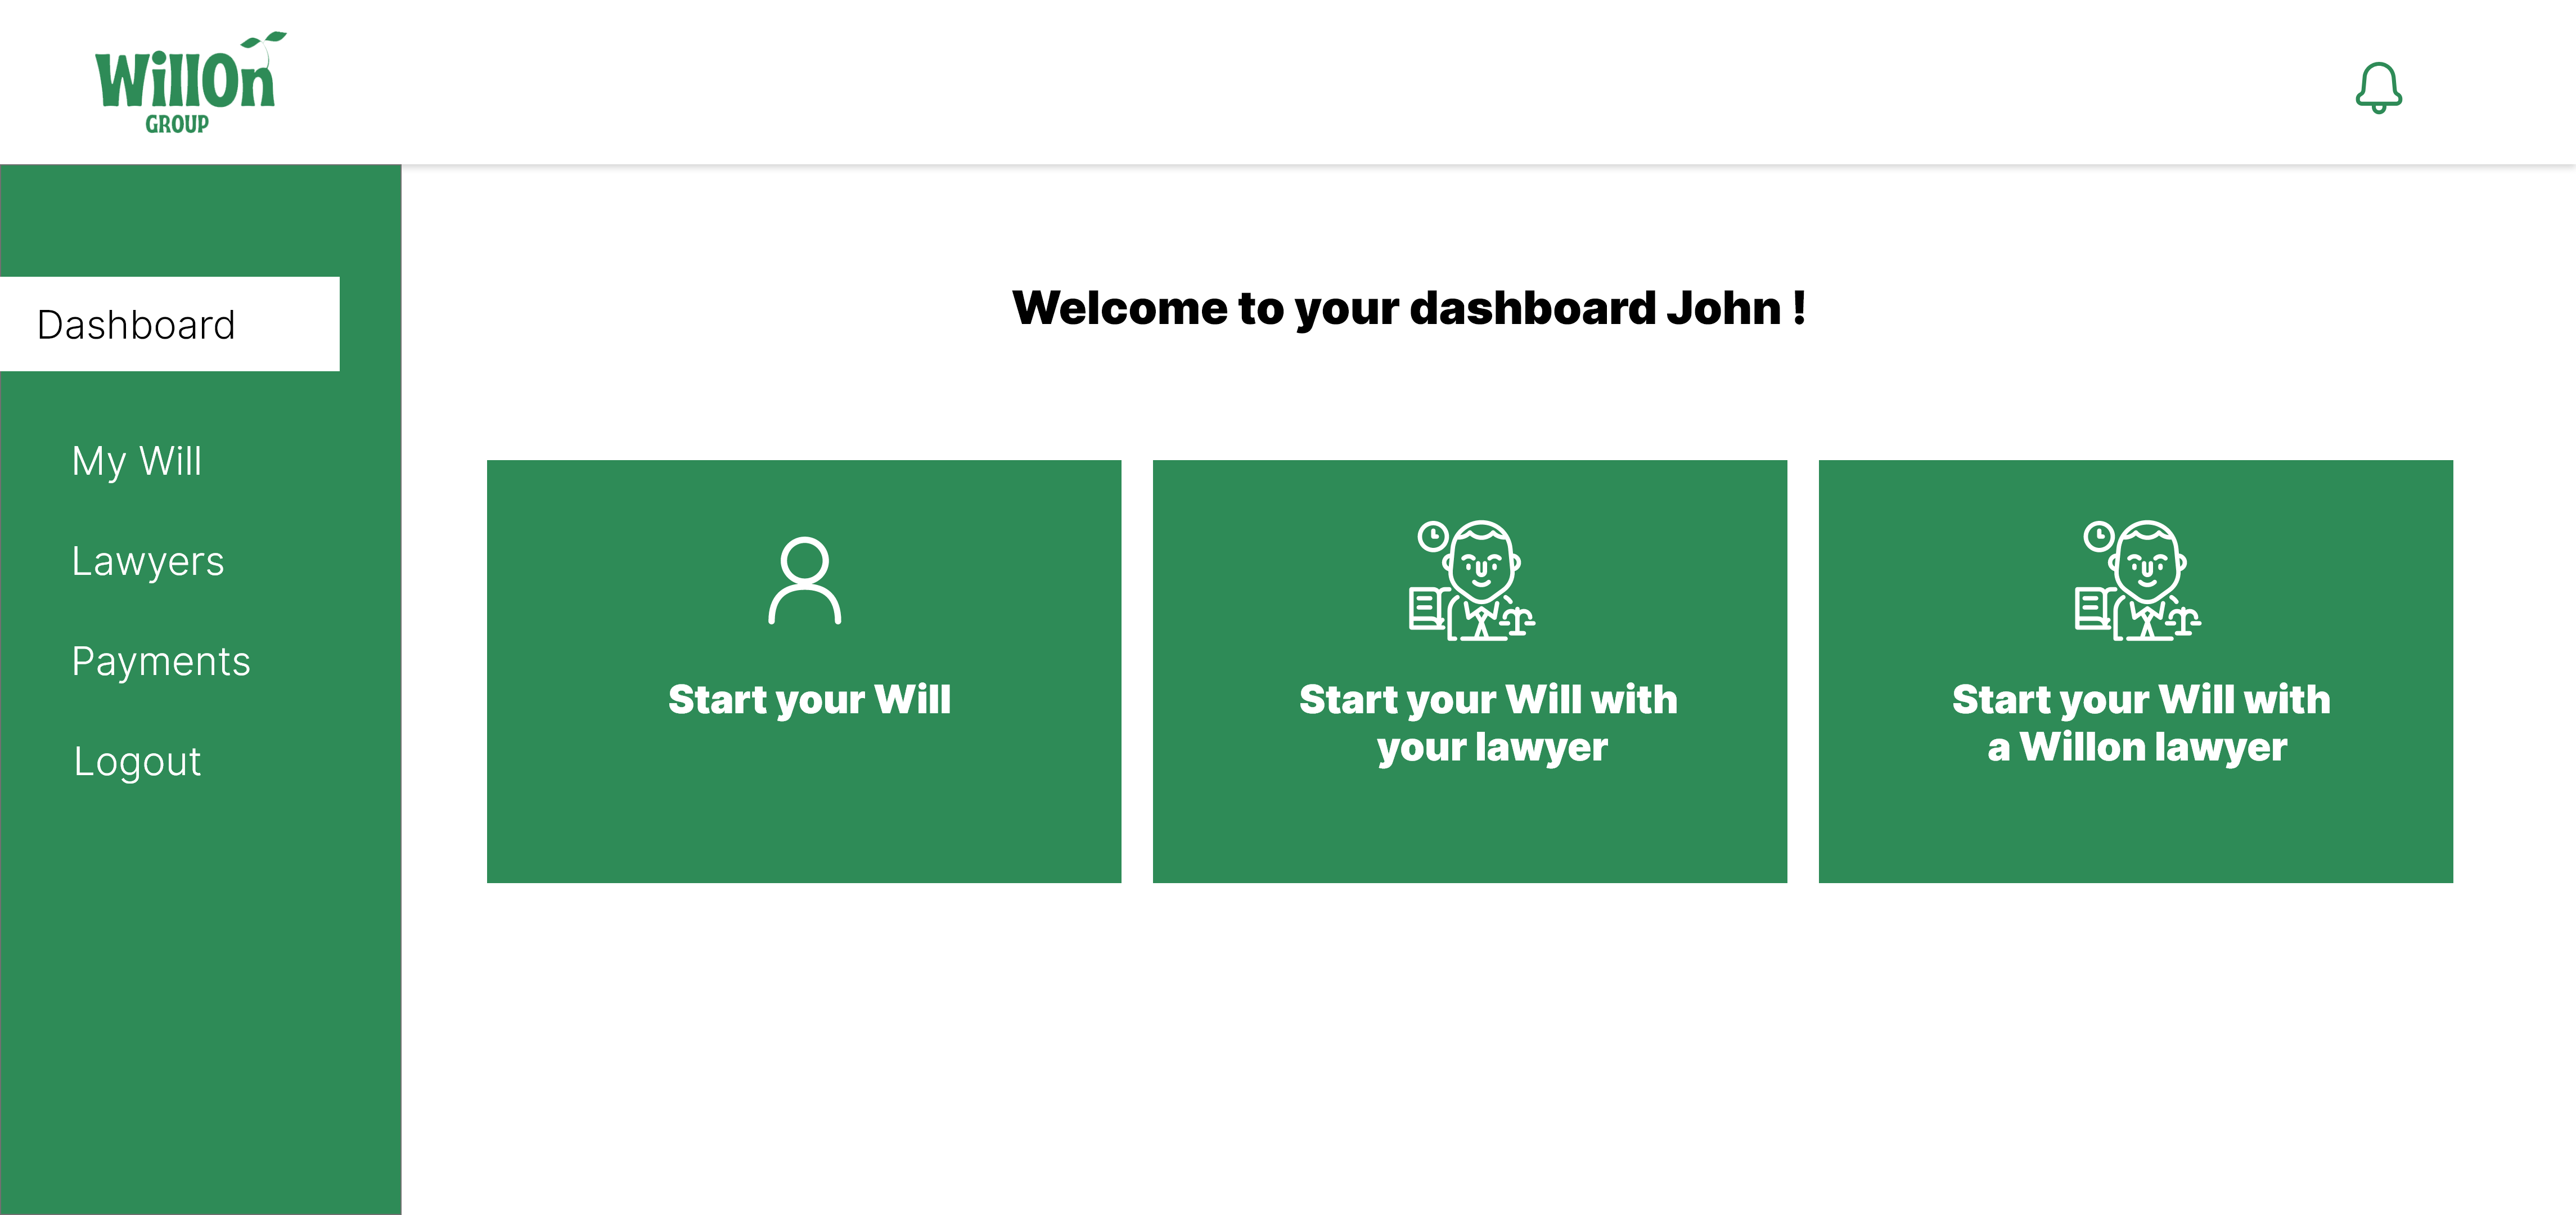 WillOn
GROUP
Dashboard
My Will
Lawyers
Payments
Logout
Welcome to your dashboard John !
Start your Will
Start your Will with
your lawyer
Start your Will with
a Willon lawyer